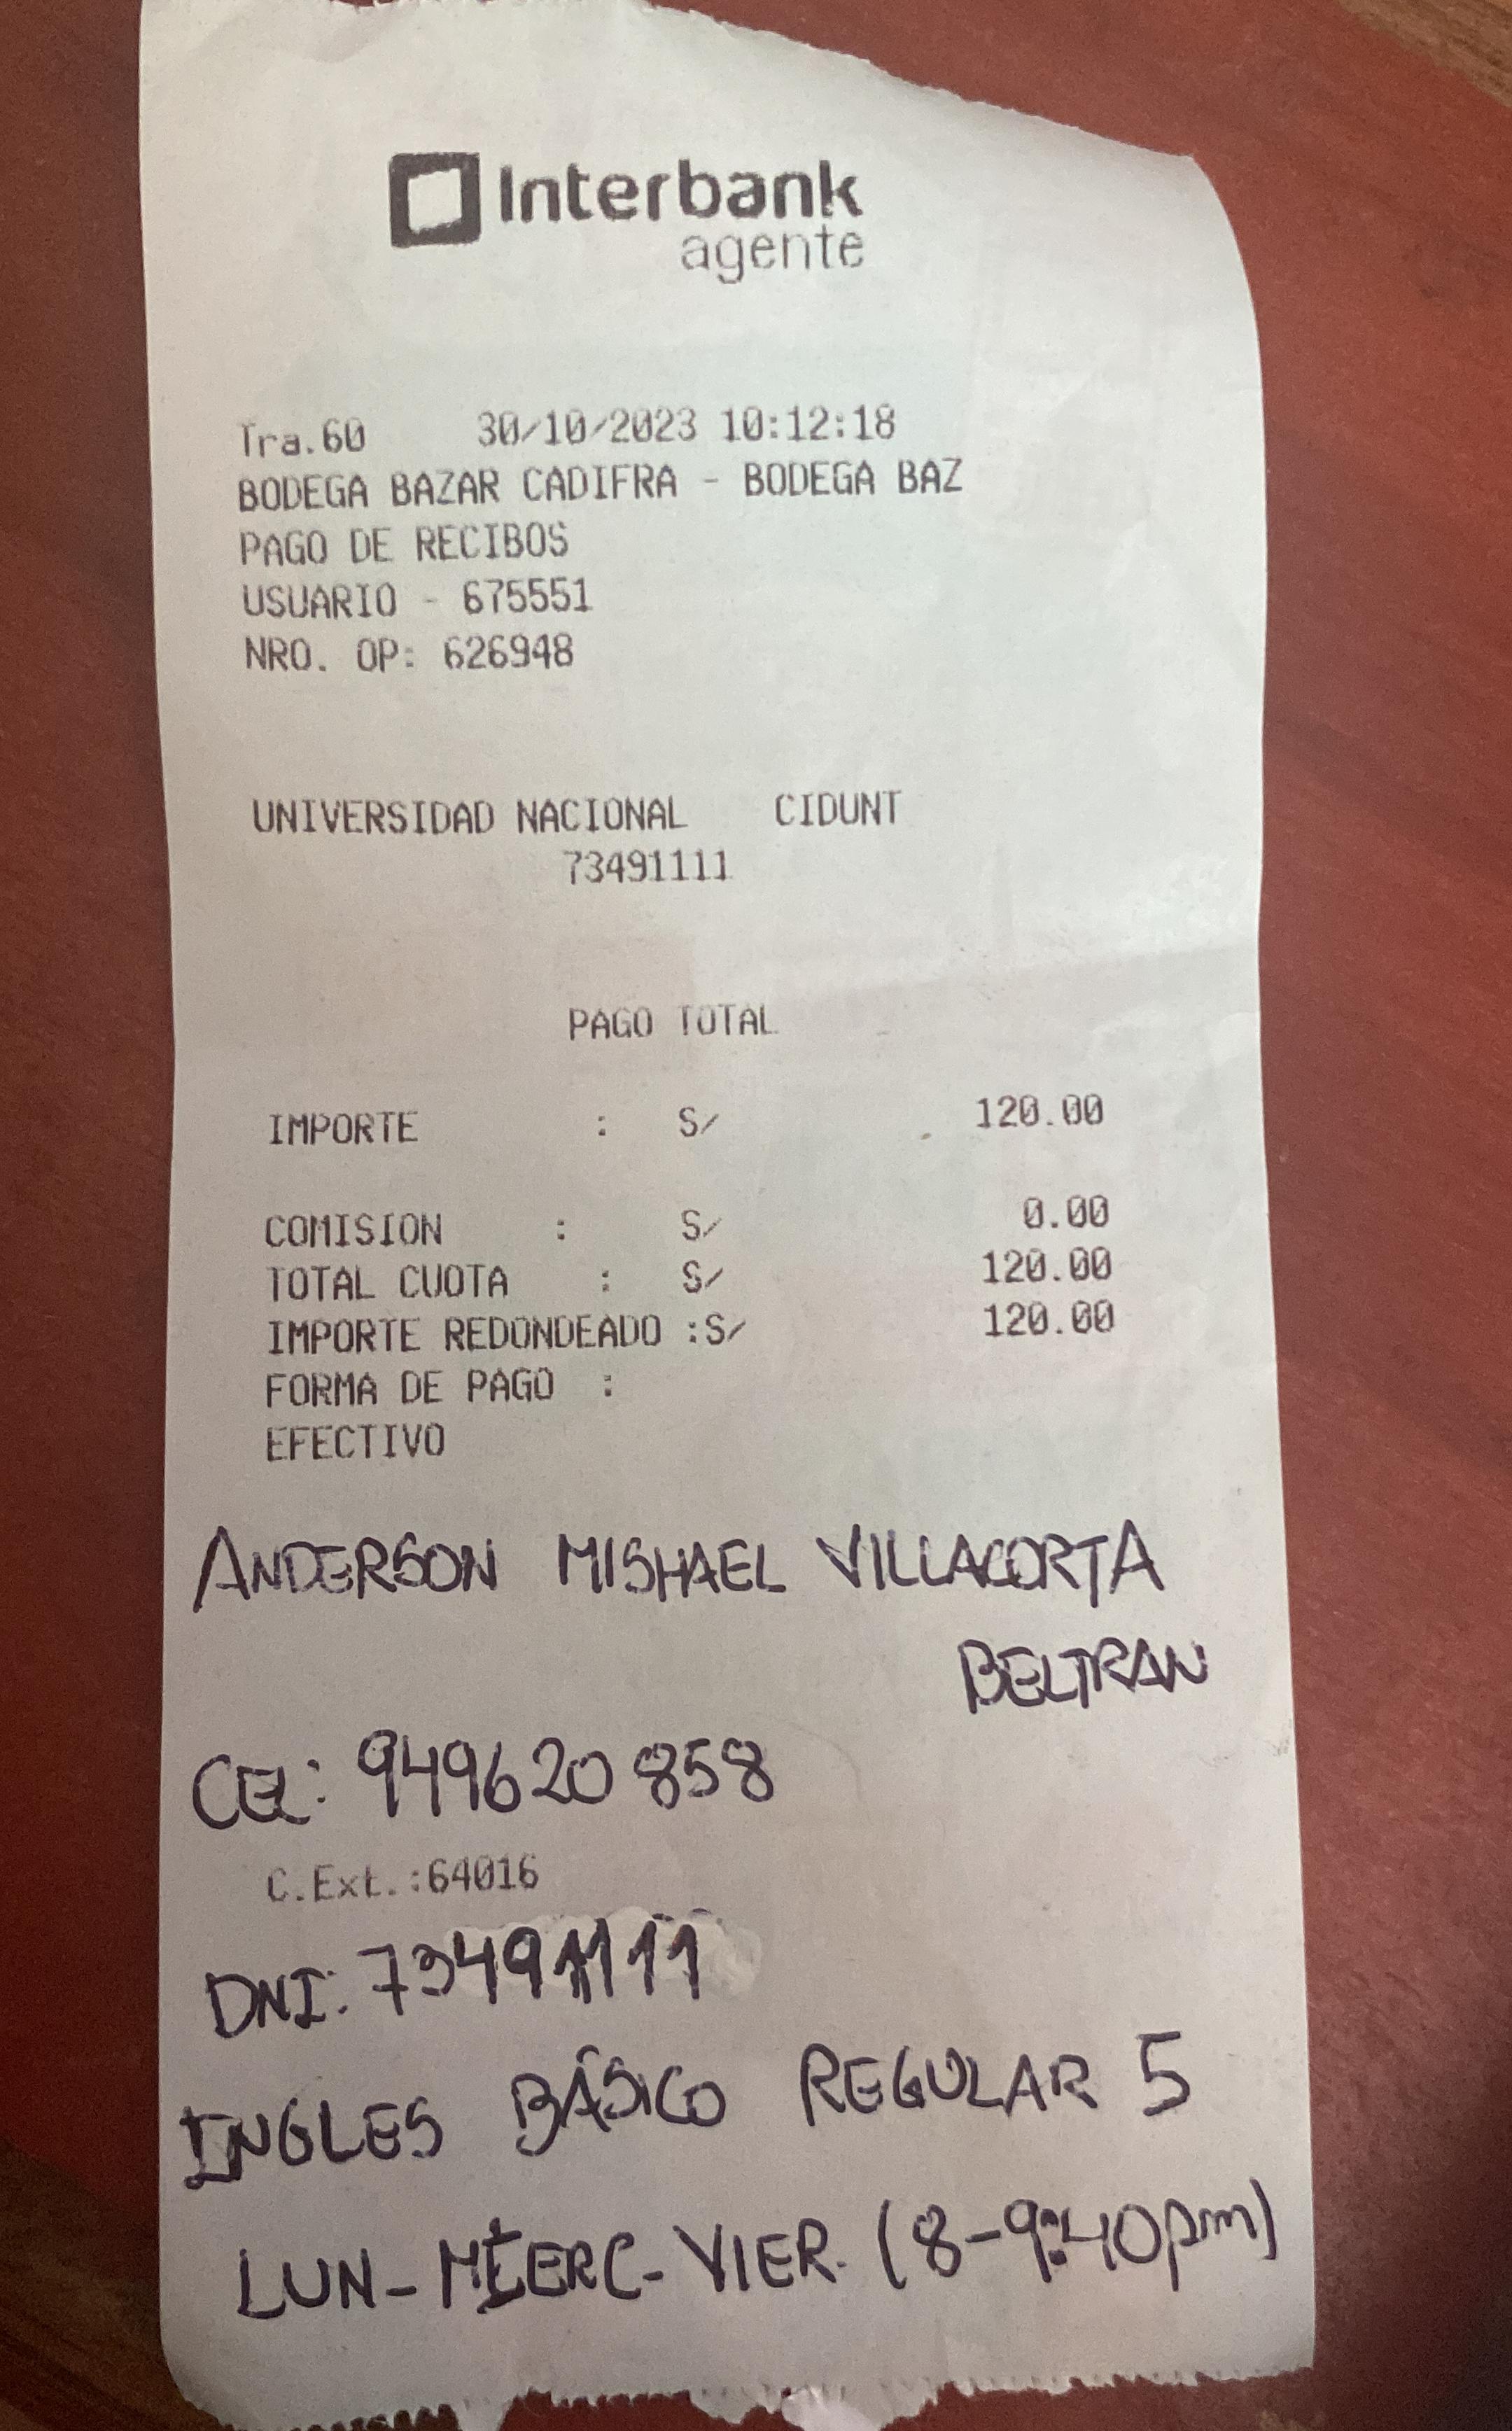 Interbank
agente
Tra.60 30/10/2023 10:12:18
BODEGA BAZAR CADIFRA - BODEGA BAZ
PAGO DE RECIBOS
USUARIO - 675551
NRO. OP: 626948
UNIVERSIDAD NACIONAL CIDUNT
73491111
PAGO TOTAL
IMPORTE : S/ 120.00
COMISION : S/ 0.00
TOTAL CUOTA : S/ 120.00
IMPORTE REDONDEADO :S/ 120.00
FORMA DE PAGO :
EFECTIVO
ANDERSON MISHAEL VILLACORTA
BELTRAN
CEL: 949620858
C.Ext.:64016
DNI: 73491111
INGLES BÁSICO REGULAR 5
LUN-MIERC-VIER. (8-9:40pm)